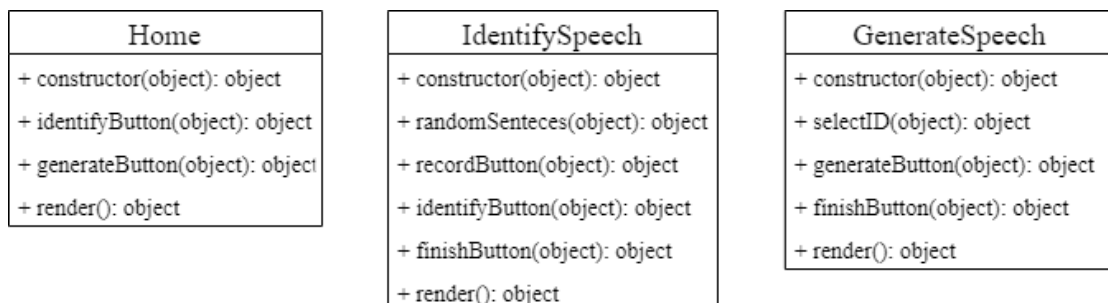 Home
+ constructor(object): object
+ identifyButton(object): object
+ generateButton(object): object
+ render(): object
IdentifySpeech
+ constructor(object): object
+ randomSenteces(object): object
+ recordButton(object): object
+ identifyButton(object): object
+ finishButton(object): object
+ render(): object
GenerateSpeech
+ constructor(object): object
+ selectID(object): object
+ generateButton(object): object
+ finishButton(object): object
+ render(): object